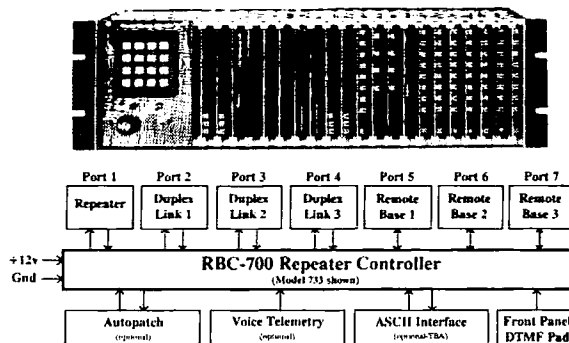 Port 1 Port 2 Port 3 Port 4 Port 5 Port 6 Port 7
Repeater Duplex Link 1 Duplex Link 2 Duplex Link 3 Remote Base 1 Remote Base 2 Remote Base 3
+12v
Gnd
RBC-700 Repeater Controller
(Model 733 shown)
Autopatch Voice Telemetry ASCII Interface Front Panel
(optional) (optional) (optional-TBA) DTMF Pad